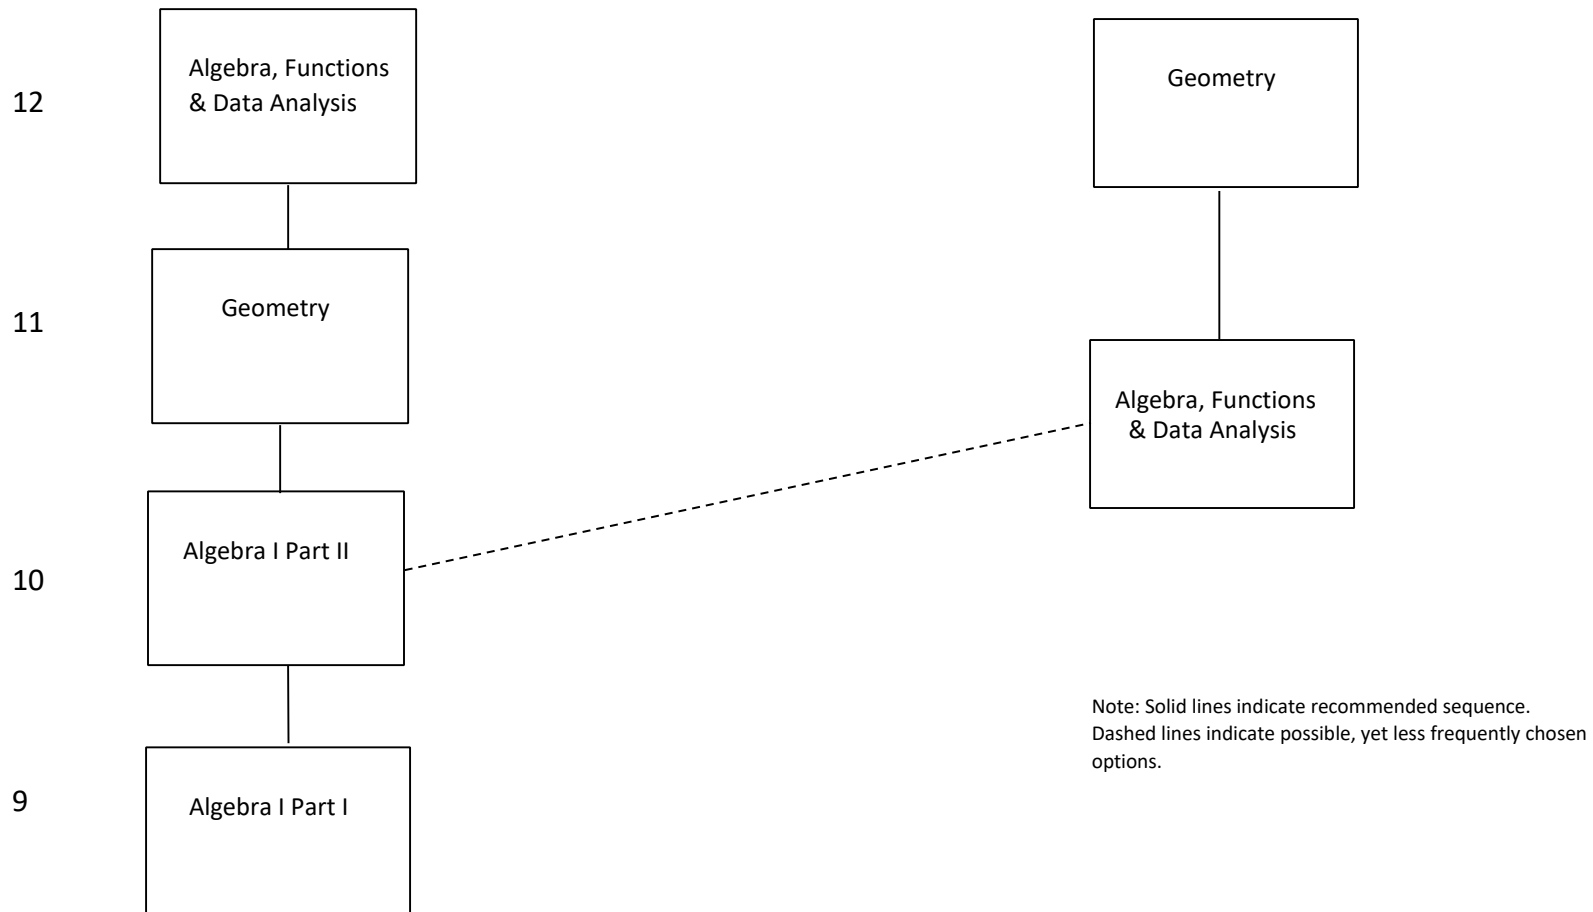 12
Algebra, Functions
& Data Analysis
Geometry
11
Geometry
Algebra, Functions
& Data Analysis
10
Algebra I Part II
Note: Solid lines indicate recommended sequence.
Dashed lines indicate possible, yet less frequently chosen
options.
9
Algebra I Part I